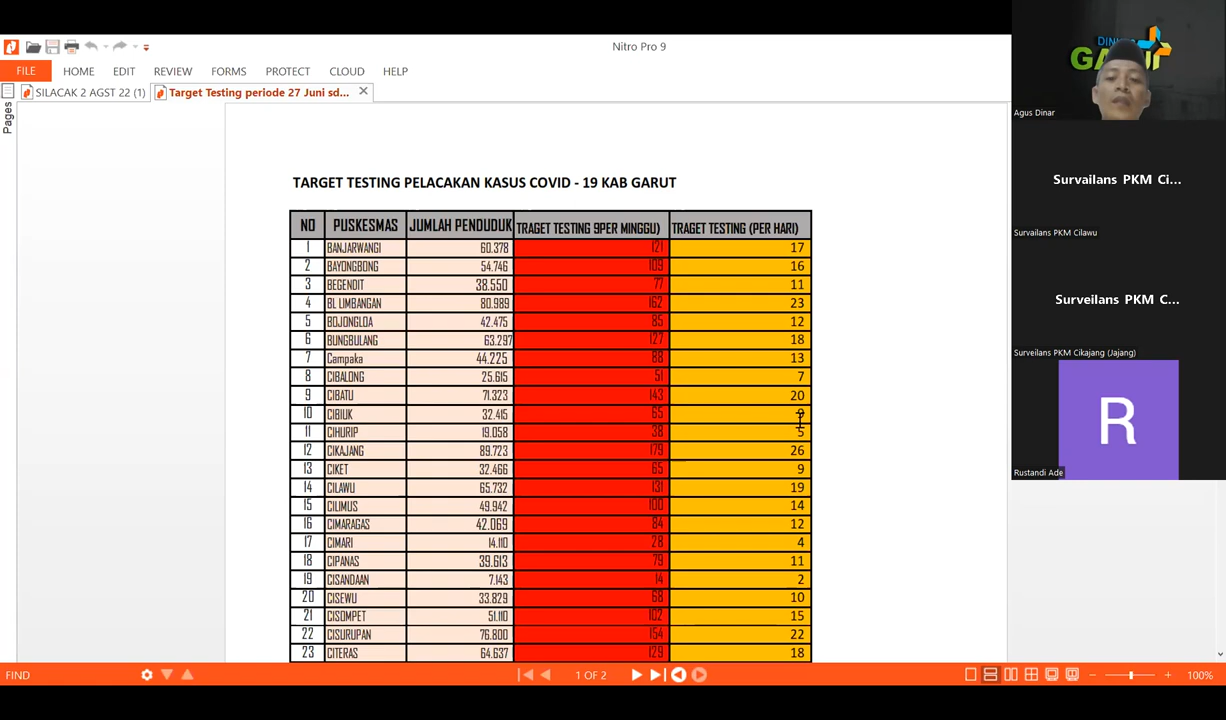 Nitro Pro 9
FILE HOME EDIT REVIEW FORMS PROTECT CLOUD HELP
SILACAK 2 AGST 22 (1) Target Testing periode 27 Juni sd...
Pages
TARGET TESTING PELACAKAN KASUS COVID - 19 KAB GARUT
NO PUSKESMAS JUMLAH PENDUDUK TRAGET TESTING 9PER MINGGU) TRAGET TESTING (PER HARI)
1 BANJARWANGI 60.378 121 17
2 BAYONGBONG 54.746 109 16
3 BEGENDIT 38.550 77 11
4 BL LIMBANGAN 80.989 162 23
5 BOJONGLOA 42.475 85 12
6 BUNGBULANG 63.297 127 18
7 Campaka 44.225 88 13
8 CIBALONG 25.615 51 7
9 CIBATU 71.323 143 20
10 CIBIUK 32.415 65 9
11 CIHURIP 19.058 38 5
12 CIKAJANG 89.723 179 26
13 CIKET 32.466 65 9
14 CILAWU 65.732 131 19
15 CILIMUS 49.942 100 14
16 CIMARAGAS 42.069 84 12
17 CIMARI 14.110 28 4
18 CIPANAS 39.613 79 11
19 CISANDAAN 7.143 14 2
20 CISEWU 33.829 68 10
21 CISOMPET 51.110 102 15
22 CISURUPAN 76.800 154 22
23 CITERAS 64.637 129 18
FIND
1 OF 2
100%
Agus Dinar
Survailans PKM Ci...
Survailans PKM Cilawu
Surveilans PKM C...
Surveilans PKM Cikajang (Jajang)
R
Rustandi Ade